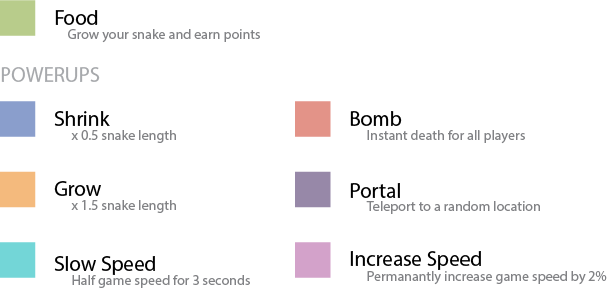 Food
Grow your snake and earn points
POWERUPS
Shrink
x 0.5 snake length
Bomb
Instant death for all players
Grow
x 1.5 snake length
Portal
Teleport to a random location
Slow Speed
Half game speed for 3 seconds
Increase Speed
Permanantly increase game speed by 2%